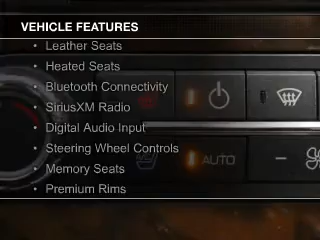 VEHICLE FEATURES
• Leather Seats
• Heated Seats
• Bluetooth Connectivity
• SiriusXM Radio
• Digital Audio Input
• Steering Wheel Controls
• Memory Seats
• Premium Rims
AUTO